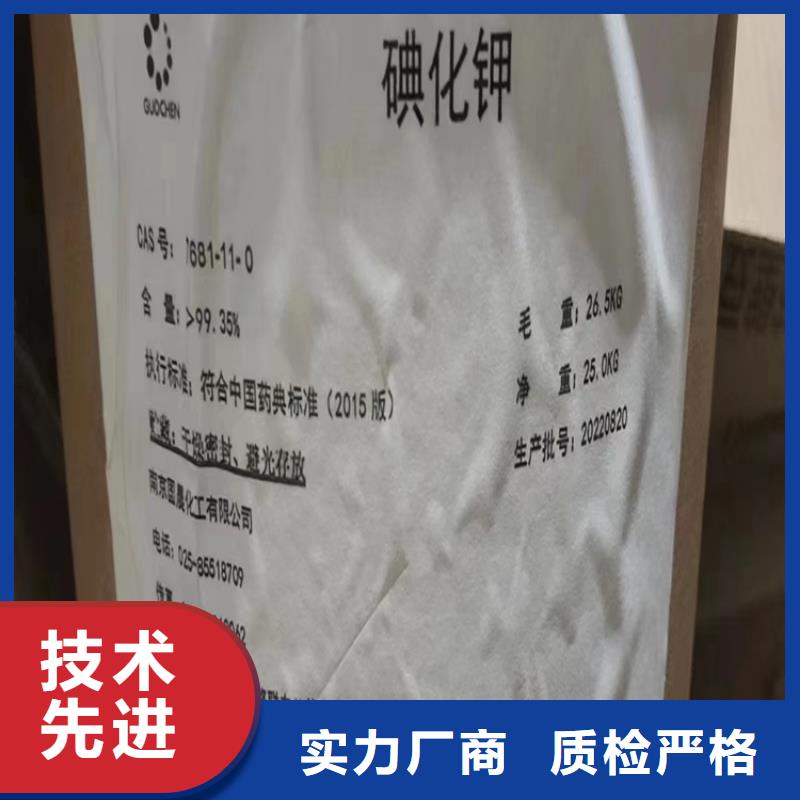 碘化钾
GUOCHEN
CAS号: 7681-11-0
含 量: >99.35%
执行标准: 符合中国药典标准 (2015版)
贮藏: 干燥密封、避光存放
南京国晨化工有限公司
电话: 025-85518709
传真
毛 重: 26.5KG
净 重: 25.0KG
生产批号: 20220820
技术
先进
实力厂商 质检严格